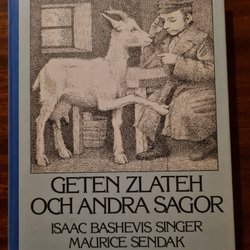 GETEN ZLATEH
OCH ANDRA SAGOR
ISAAC BASHEVIS SINGER
MAURICE SENDAK